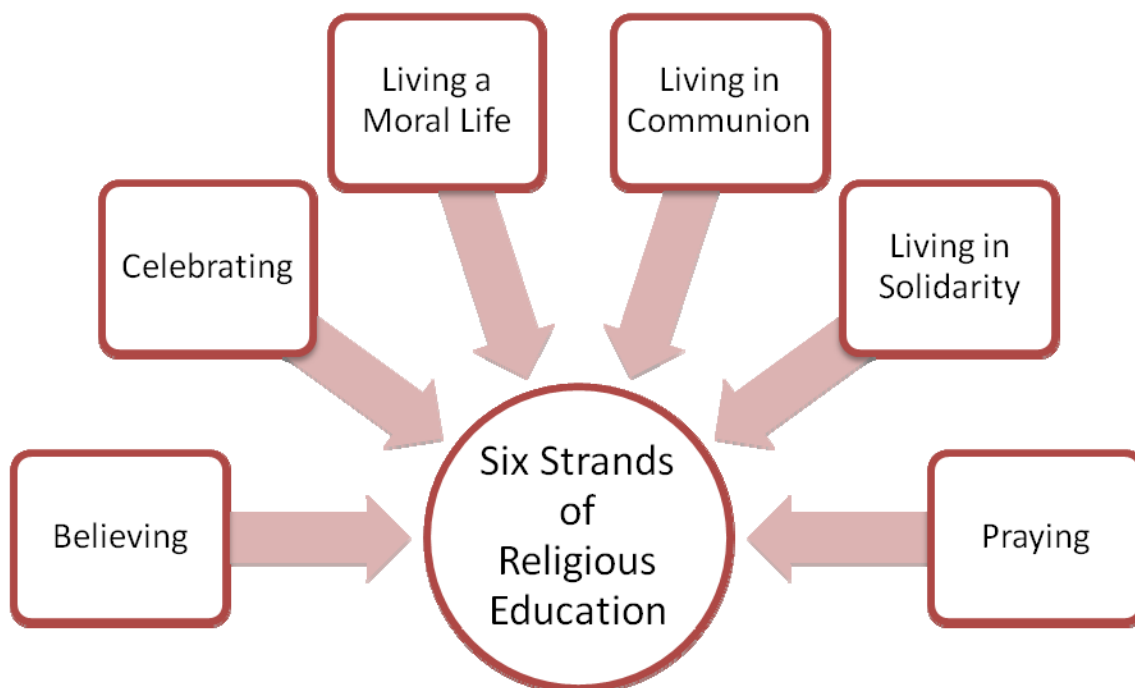 Living a
Moral Life
Living in
Communion
Celebrating
Living in
Solidarity
Believing
Six Strands
of
Religious
Education
Praying